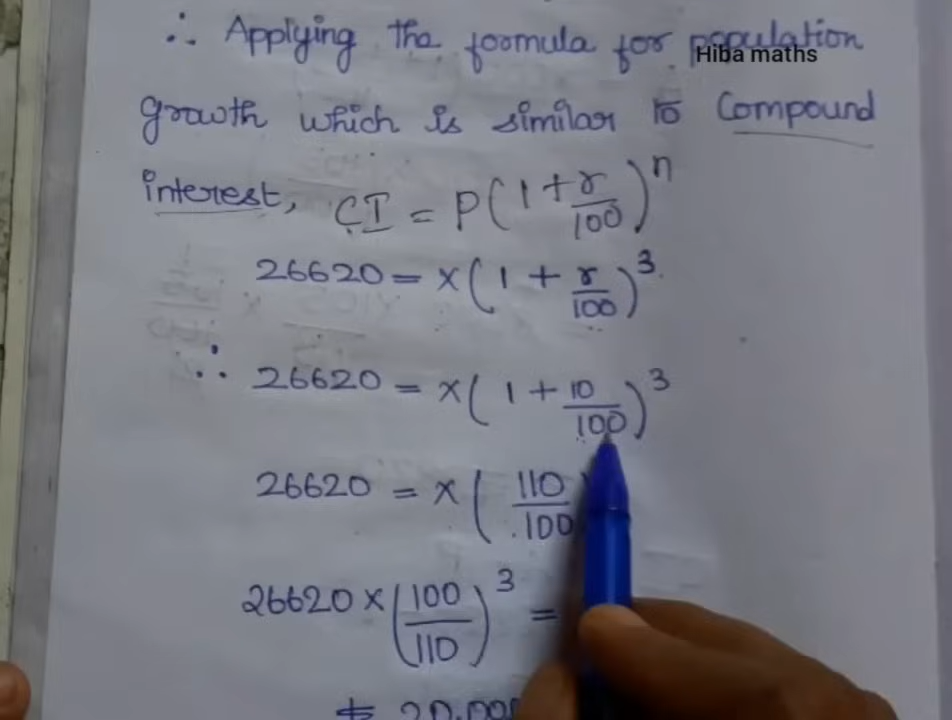 ∴ Applying the formula for population
Hiba maths
growth which is similar to Compound
interest, CI = P(1 + r/100)^n
26620 = x(1 + r/100)^3
∴ 26620 = x(1 + 10/100)^3
26620 = x(110/100
26620 × (100/110)^3 =